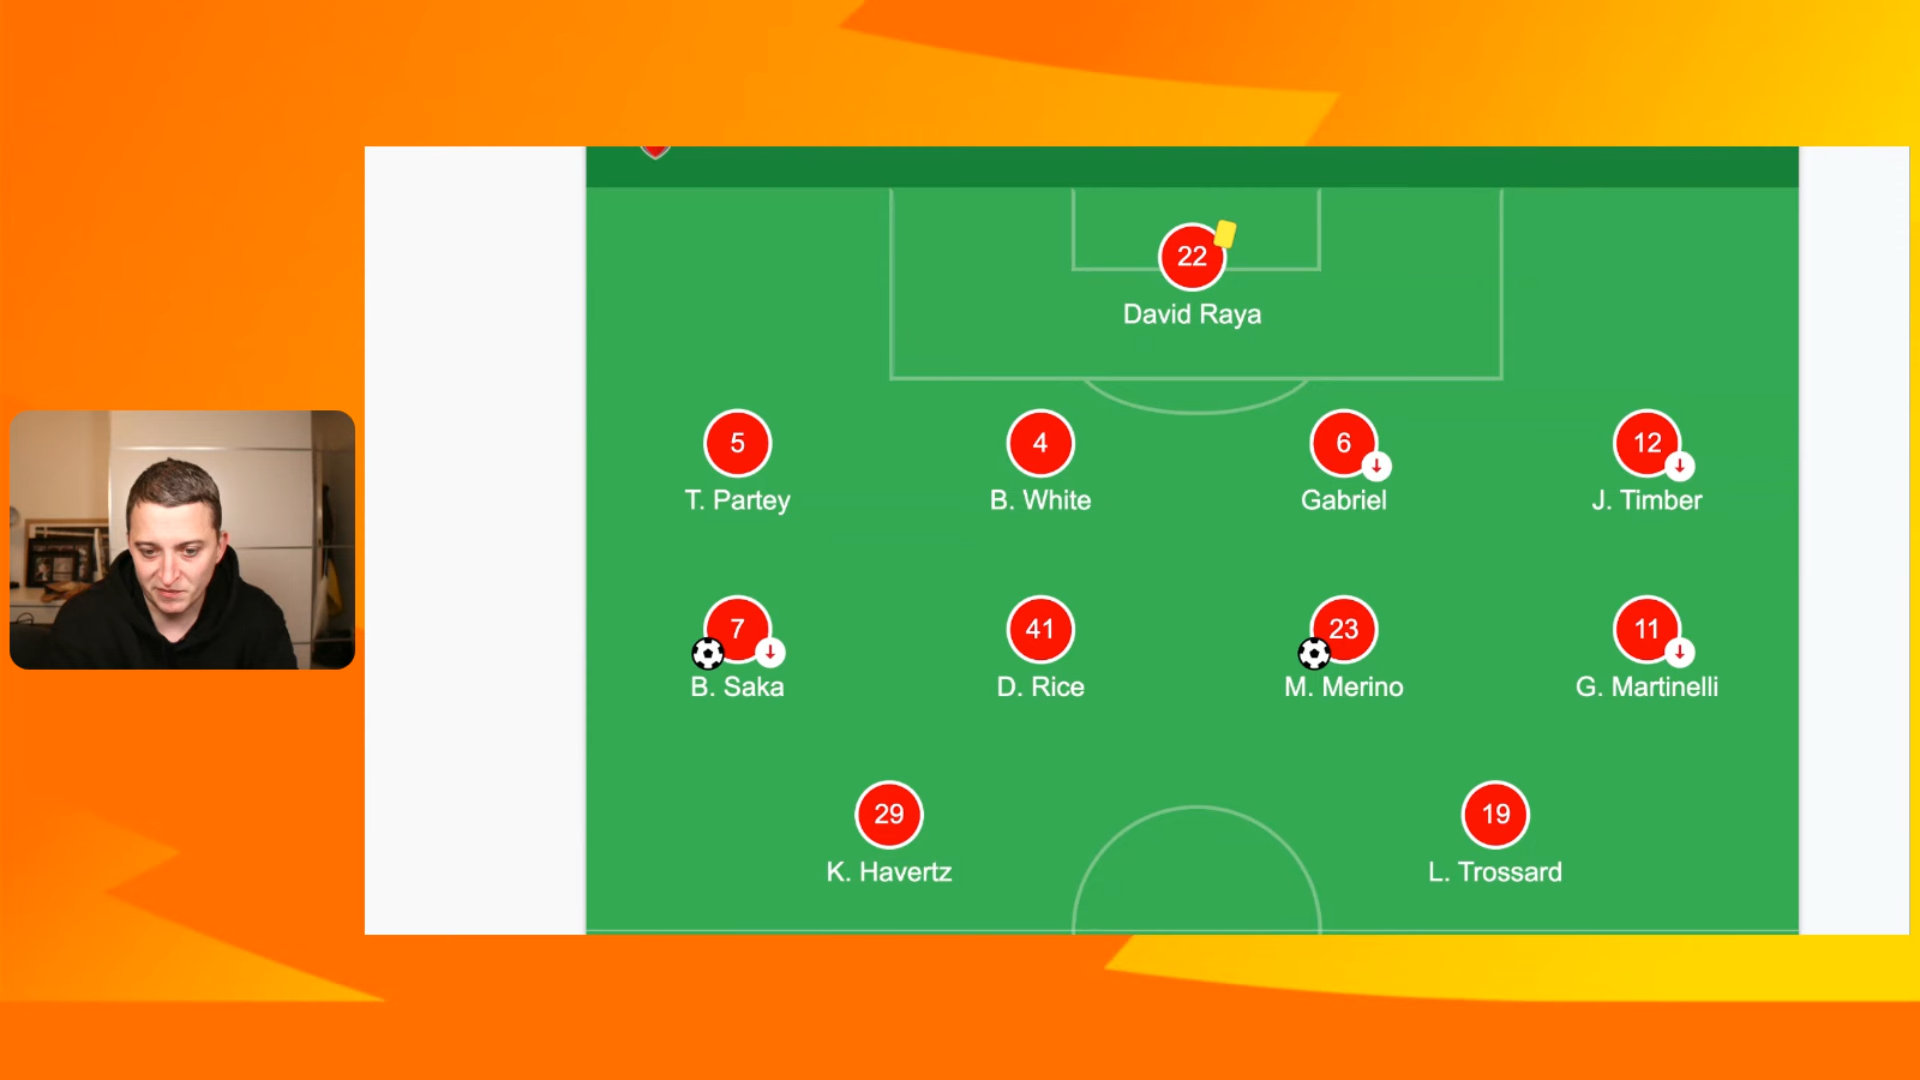 22
David Raya
5 4 6 12
T. Partey B. White Gabriel J. Timber
7 41 23 11
B. Saka D. Rice M. Merino G. Martinelli
29 19
K. Havertz L. Trossard